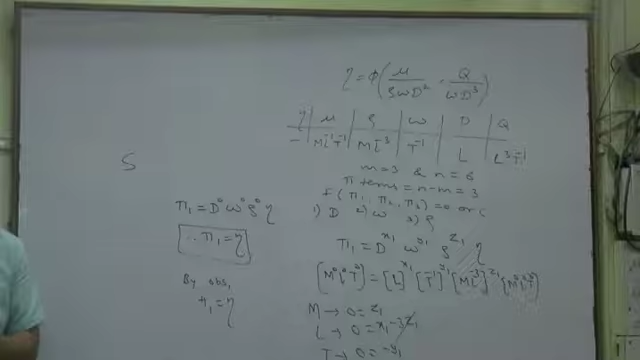 η = φ(μ/ρωD², Q/ωD³)
η | μ | ρ | ω | D | Q
– | ML⁻¹T⁻¹ | ML⁻³ | T⁻¹ | L | L³T⁻¹
m=3 & n=6
π terms = n-m = 3
f(π₁, π₂, π₃) = 0 or C
1) D 2) ω 3) ρ
π₁ = D^x₁ ω^y₁ ρ^z₁ η
[M⁰L⁰T⁰] = [L]^x₁ [T⁻¹]^y₁ [ML⁻³]^z₁ [M⁰L⁰T⁰]
M → 0 = z₁
L → 0 = x₁-3z₁
T → 0 = -y₁
S
π₁ = D⁰ω⁰ρ⁰η
∴ π₁ = η
By obs,
π₁ = η